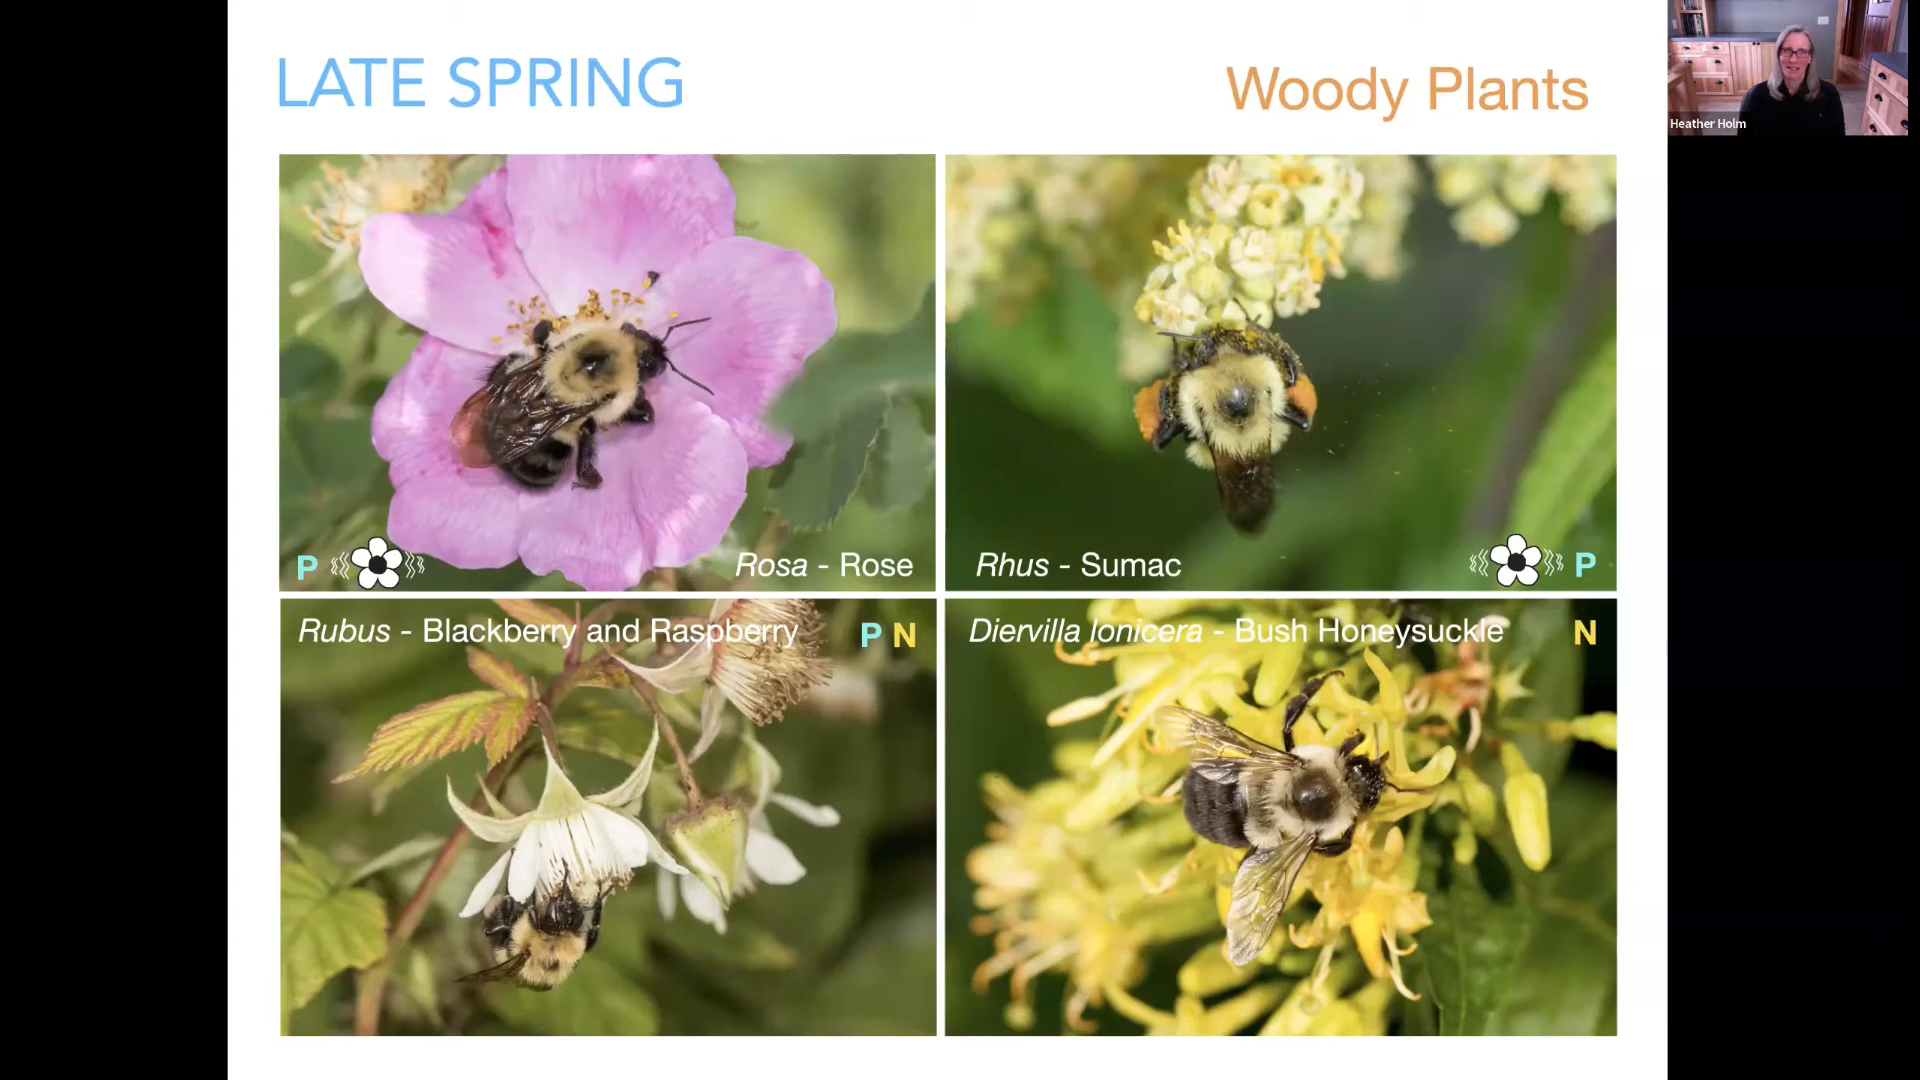 LATE SPRING
Woody Plants
Heather Holm
P
Rosa - Rose
Rhus - Sumac
P
Rubus - Blackberry and Raspberry
P N
Diervilla lonicera - Bush Honeysuckle
N